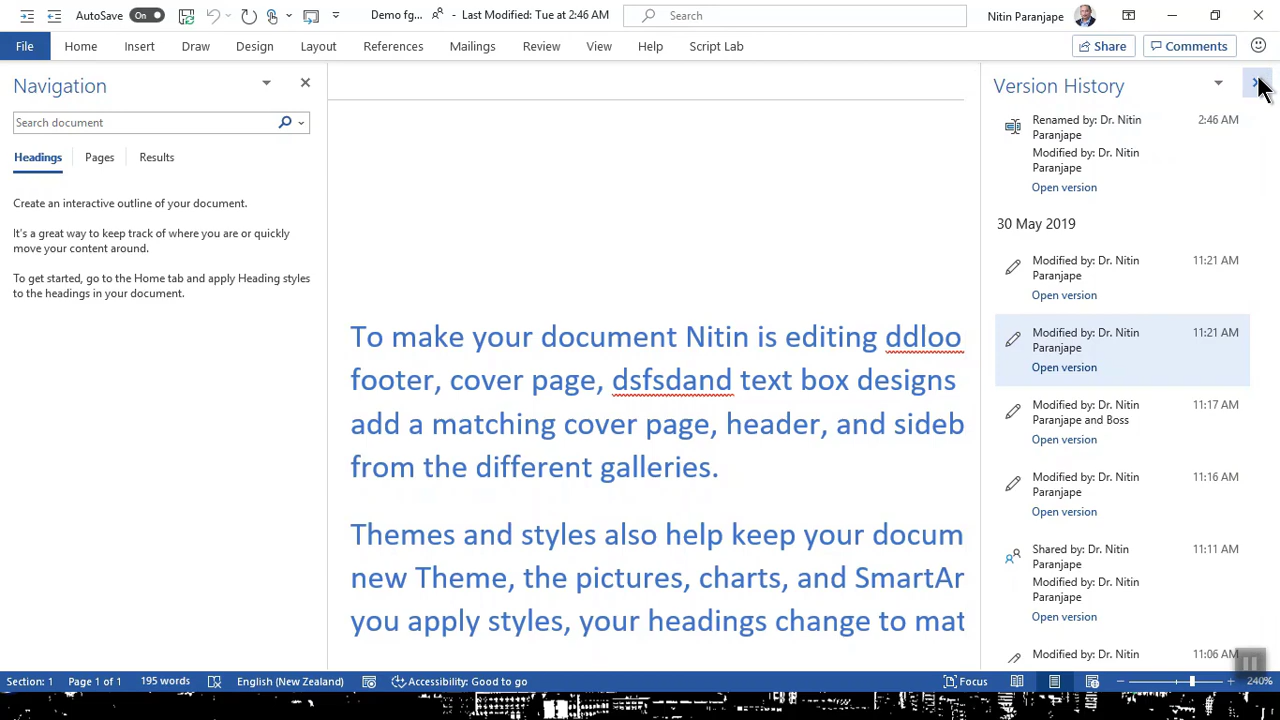 AutoSave On Demo fg... - Last Modified: Tue at 2:46 AM Search Nitin Paranjape
File Home Insert Draw Design Layout References Mailings Review View Help Script Lab Share Comments
Navigation
Search document
Headings Pages Results
Create an interactive outline of your document.
It's a great way to keep track of where you are or quickly
move your content around.
To get started, go to the Home tab and apply Heading styles
to the headings in your document.
To make your document Nitin is editing ddloo
footer, cover page, dsfsdand text box designs
add a matching cover page, header, and sideb
from the different galleries.
Themes and styles also help keep your docum
new Theme, the pictures, charts, and SmartAr
you apply styles, your headings change to mat
Version History
Renamed by: Dr. Nitin 2:46 AM
Paranjape
Modified by: Dr. Nitin
Paranjape
Open version
30 May 2019
Modified by: Dr. Nitin 11:21 AM
Paranjape
Open version
Modified by: Dr. Nitin 11:21 AM
Paranjape
Open version
Modified by: Dr. Nitin 11:17 AM
Paranjape and Boss
Open version
Modified by: Dr. Nitin 11:16 AM
Paranjape
Open version
Shared by: Dr. Nitin 11:11 AM
Paranjape
Modified by: Dr. Nitin
Paranjape
Open version
Modified by: Dr. Nitin 11:06 AM
Section: 1 Page 1 of 1 195 words English (New Zealand) Accessibility: Good to go Focus 240%